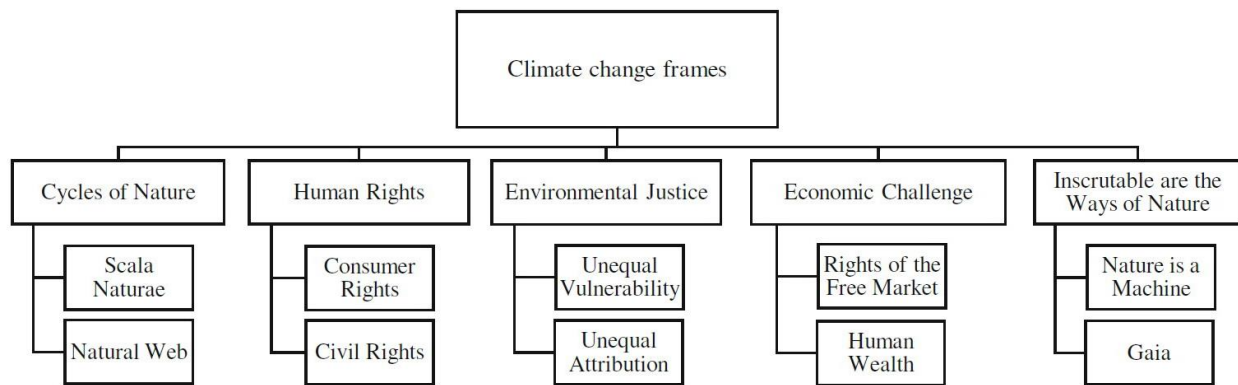 Climate change frames
Cycles of Nature
Human Rights
Environmental Justice
Economic Challenge
Inscrutable are the
Ways of Nature
Scala
Naturae
Consumer
Rights
Unequal
Vulnerability
Rights of the
Free Market
Nature is a
Machine
Natural Web
Civil Rights
Unequal
Attribution
Human
Wealth
Gaia